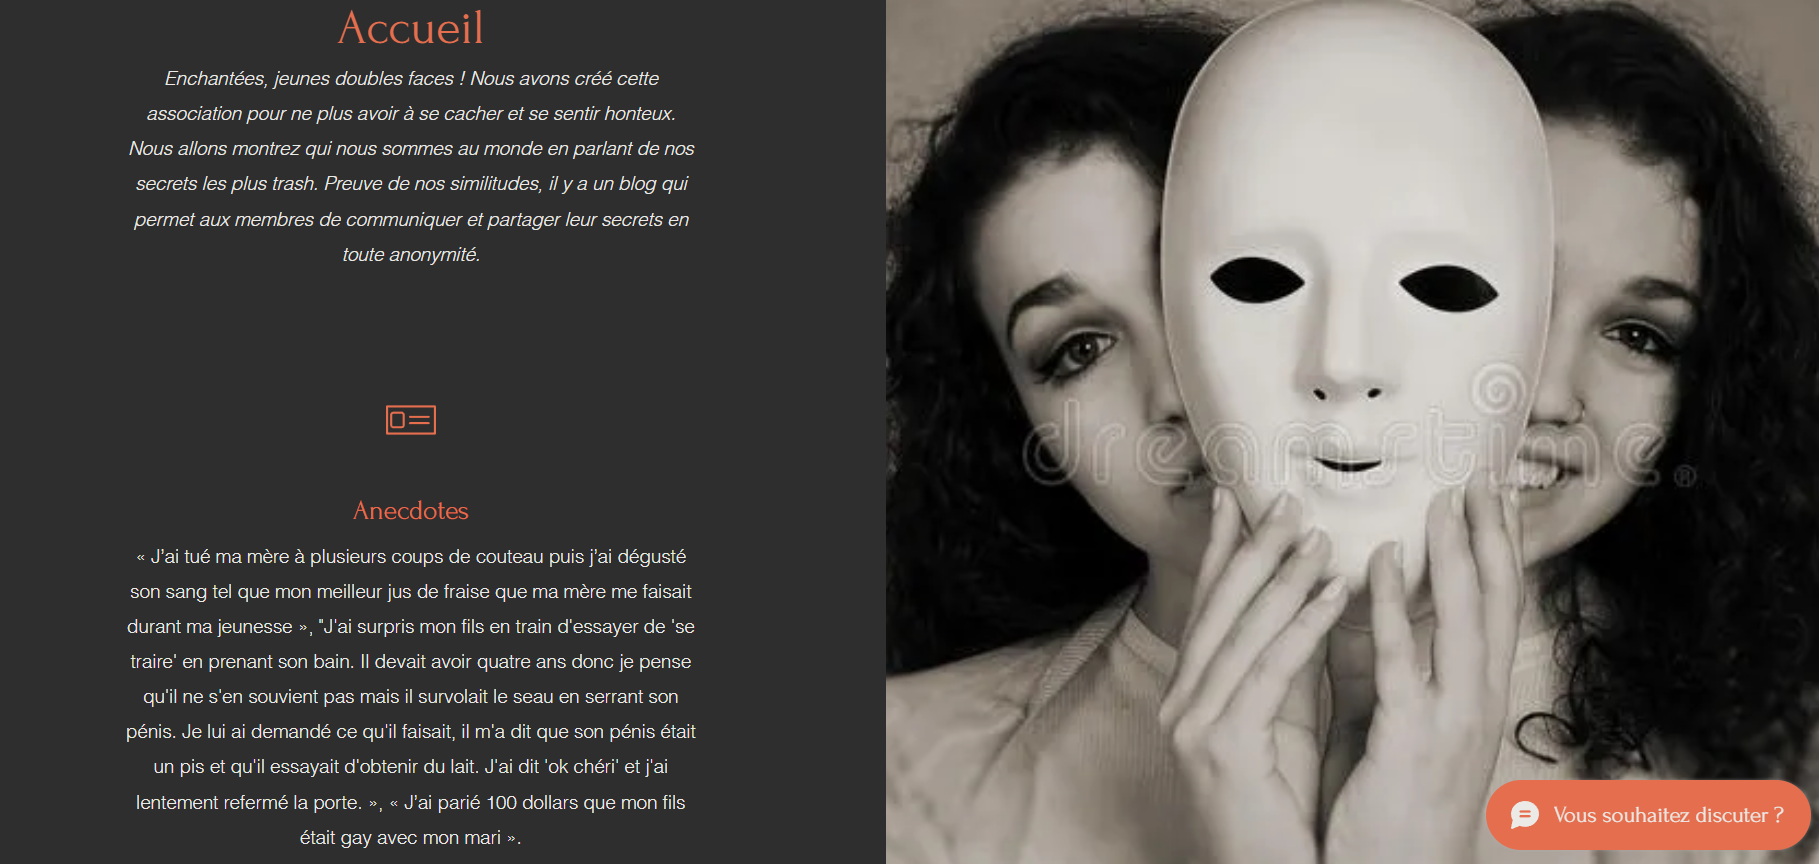 Accueil
Enchantées, jeunes doubles faces ! Nous avons créé cette
association pour ne plus avoir à se cacher et se sentir honteux.
Nous allons montrez qui nous sommes au monde en parlant de nos
secrets les plus trash. Preuve de nos similitudes, il y a un blog qui
permet aux membres de communiquer et partager leur secrets en
toute anonymité.
Anecdotes
« J'ai tué ma mère à plusieurs coups de couteau puis j'ai dégusté
son sang tel que mon meilleur jus de fraise que ma mère me faisait
durant ma jeunesse », "J'ai surpris mon fils en train d'essayer de 'se
traire' en prenant son bain. Il devait avoir quatre ans donc je pense
qu'il ne s'en souvient pas mais il survolait le seau en serrant son
pénis. Je lui ai demandé ce qu'il faisait, il m'a dit que son pénis était
un pis et qu'il essayait d'obtenir du lait. J'ai dit 'ok chéri' et j'ai
lentement refermé la porte. », « J'ai parié 100 dollars que mon fils
était gay avec mon mari ».
dreamstime®
Vous souhaitez discuter ?